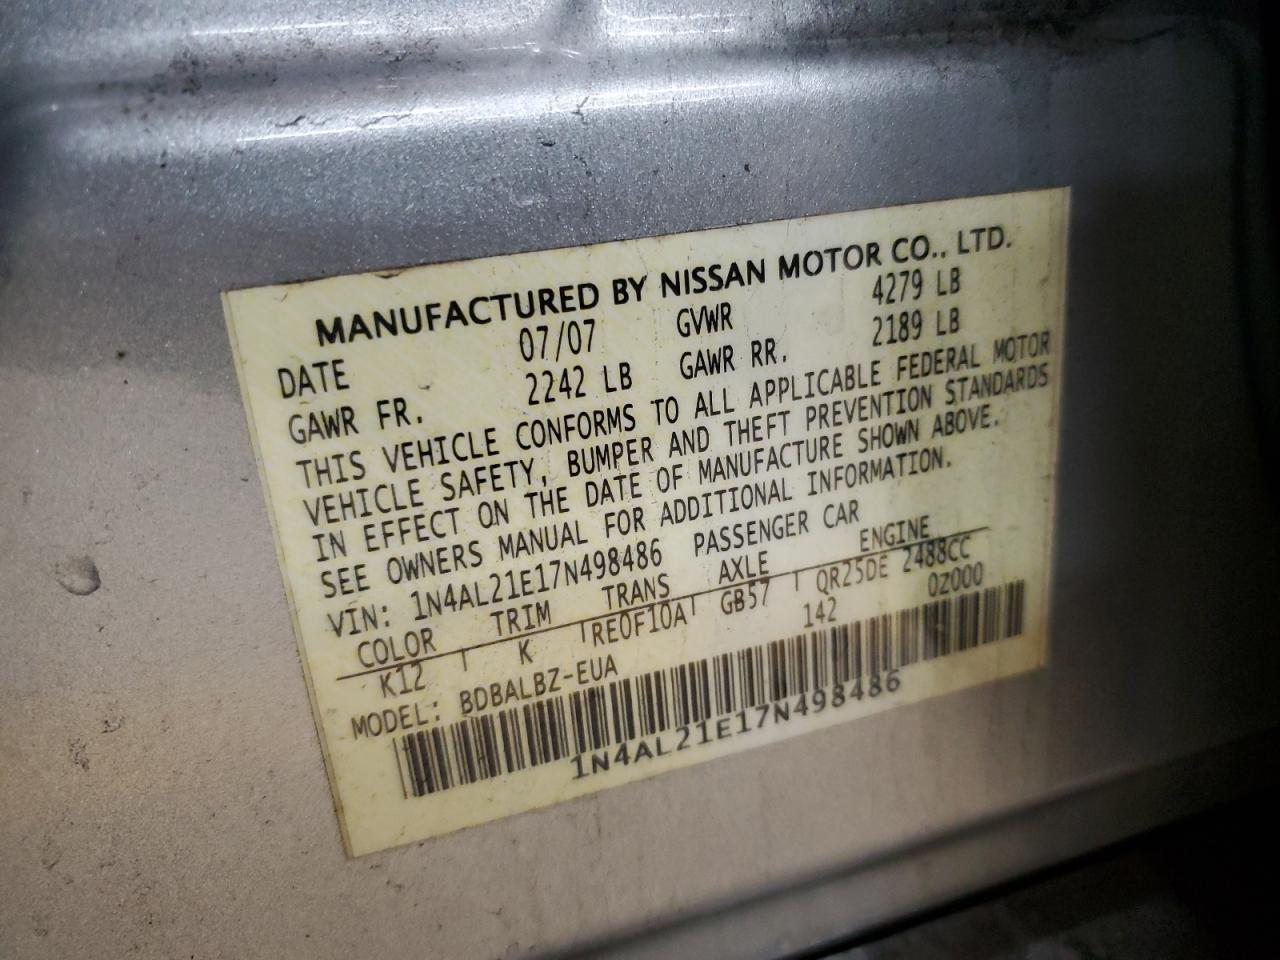 MANUFACTURED BY NISSAN MOTOR CO., LTD.
DATE 07/07 GVWR 4279 LB
GAWR FR. 2242 LB GAWR RR. 2189 LB
THIS VEHICLE CONFORMS TO ALL APPLICABLE FEDERAL MOTOR
VEHICLE SAFETY, BUMPER AND THEFT PREVENTION STANDARDS
IN EFFECT ON THE DATE OF MANUFACTURE SHOWN ABOVE.
SEE OWNERS MANUAL FOR ADDITIONAL INFORMATION.
VIN: 1N4AL21E17N498486 PASSENGER CAR
COLOR TRIM TRANS AXLE ENGINE
K12 K RE0F10A GB57 QR25DE 2488CC
MODEL: BDBALBZ-EUA 142 0Z000
1N4AL21E17N498486